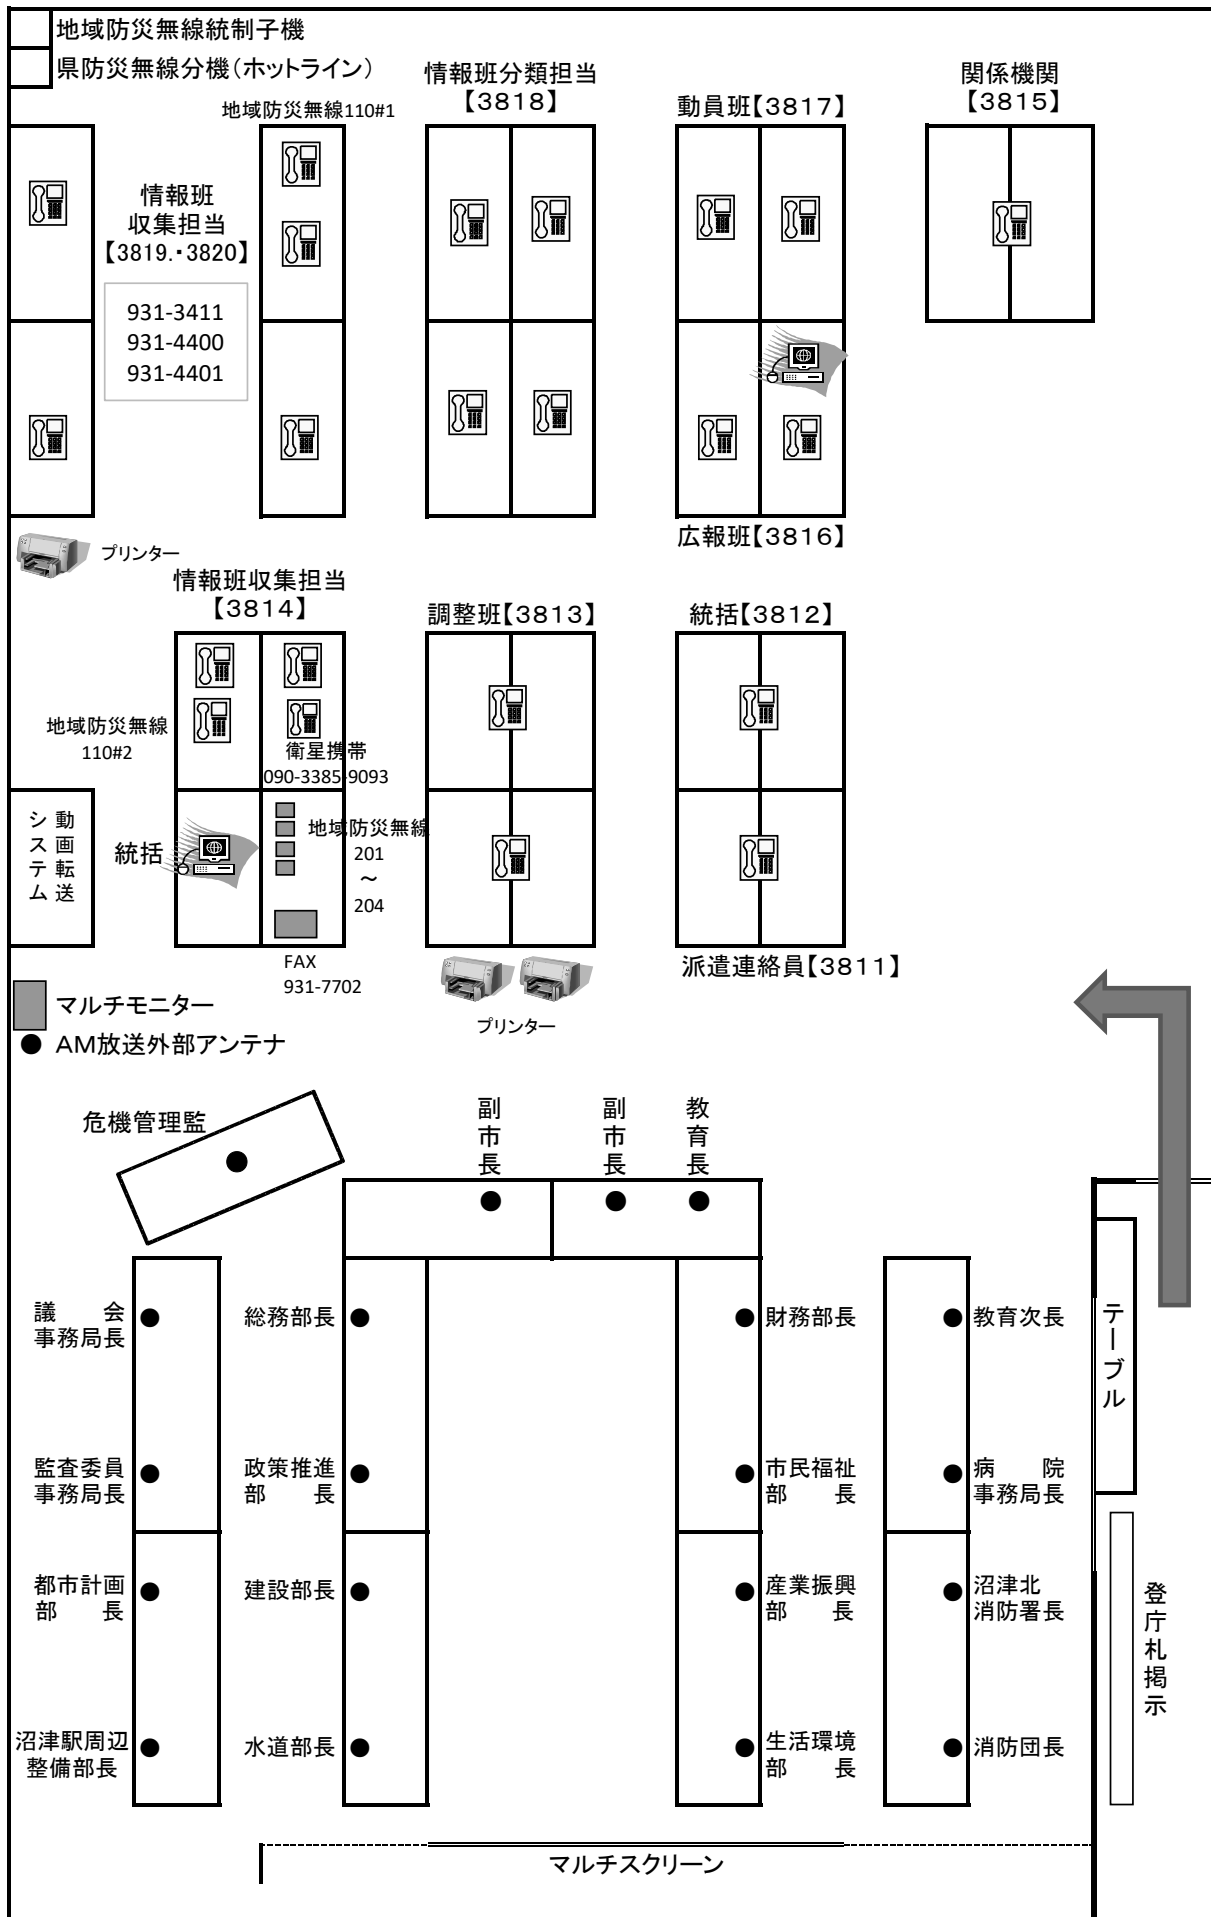 地域防災無線統制子機
県防災無線分機（ホットライン）
地域防災無線110#1
情報班分類担当
【3818】
動員班【3817】
関係機関
【3815】
情報班
収集担当
【3819.・3820】
931-3411
931-4400
931-4401
プリンター
広報班【3816】
情報班収集担当
【3814】
調整班【3813】
統括【3812】
地域防災無線
110#2
衛星携帯
090-3385-9093
動画転送
システム
統括
地域防災無線
201
～
204
FAX
931-7702
プリンター
派遣連絡員【3811】
マルチモニター
AM放送外部アンテナ
危機管理監
副市長
副市長
教育長
議　　会
事務局長
総務部長
財務部長
教育次長
テーブル
監査委員
事務局長
政策推進
部　　長
市民福祉
部　　長
病　　院
事務局長
都市計画
部　　長
建設部長
産業振興
部　　長
沼津北
消防署長
登庁札掲示
沼津駅周辺
整備部長
水道部長
生活環境
部　　長
消防団長
マルチスクリーン